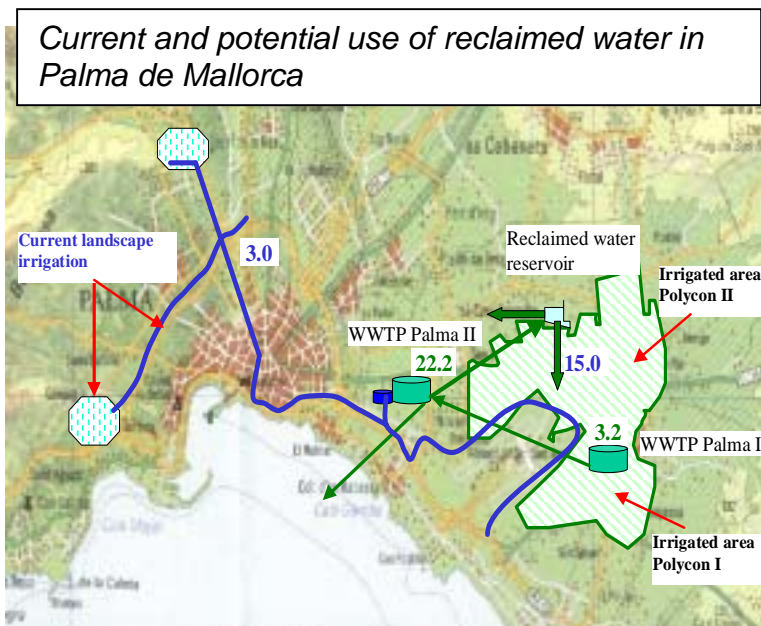 Current and potential use of reclaimed water in
Palma de Mallorca
Current landscape
irrigation
3.0
PALMA
Reclaimed water
reservoir
Irrigated area
Polycon II
WWTP Palma II
22.2
15.0
3.2
WWTP Palma I
Irrigated area
Polycon I